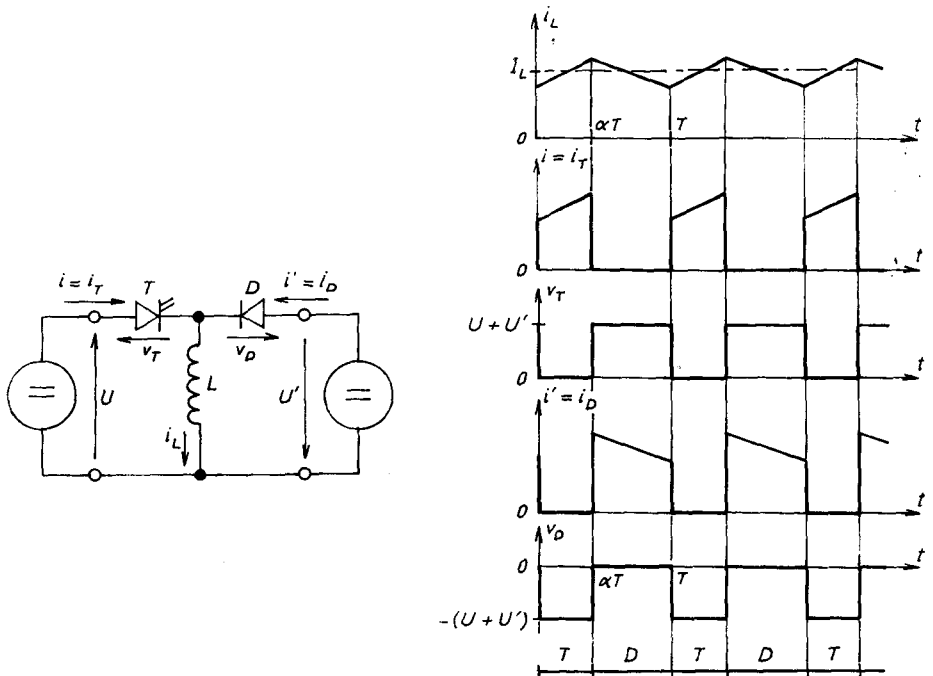 i = i_T
T
D
i' = i_D
v_T
v_D
U
L
U'
i_L
i_L
I_L
0
αT
T
t
i = i_T
0
t
v_T
U + U'
0
t
i' = i_D
0
t
v_D
0
αT
T
t
-(U + U')
T D T D T